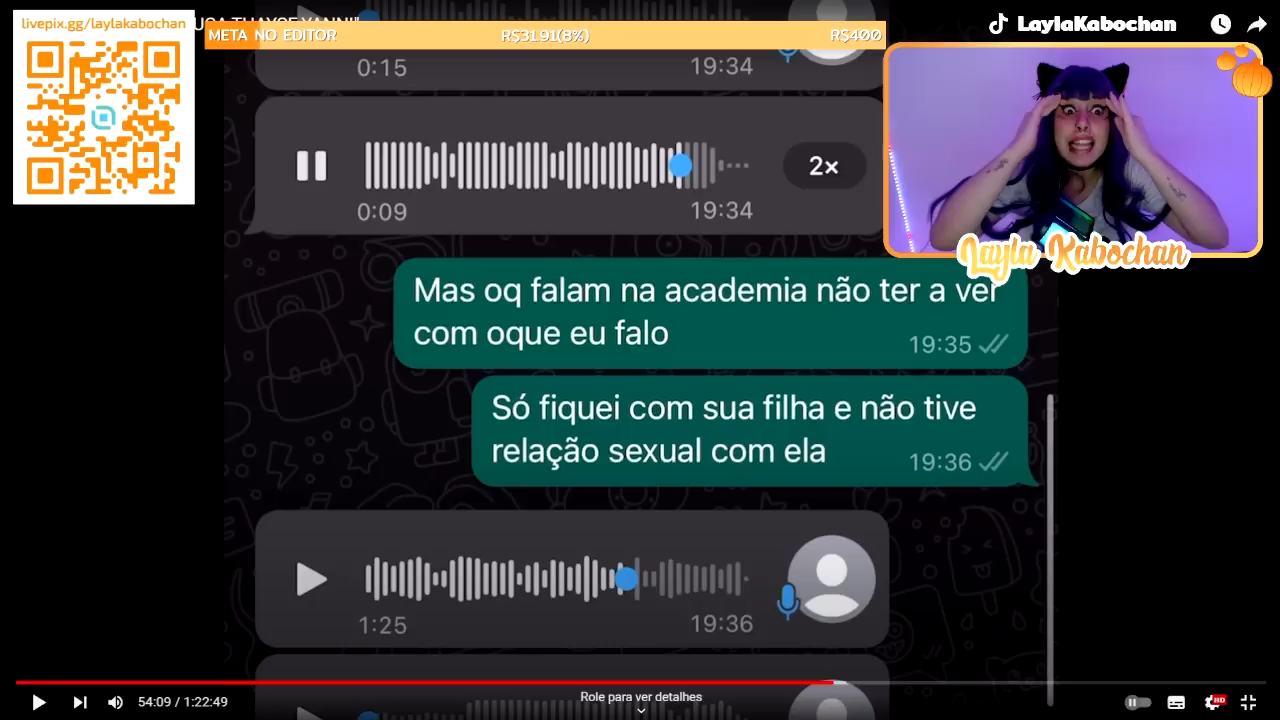 livepix.gg/laylakabochan
META NO EDITOR
R$31.91(8%)
R$400
LaylaKabochan
0:15
19:34
2×
0:09
19:34
Layla Kabochan
Mas oq falam na academia não ter a ver
com oque eu falo
19:35
Só fiquei com sua filha e não tive
relação sexual com ela
19:36
1:25
19:36
54:09 / 1:22:49
Role para ver detalhes
HD